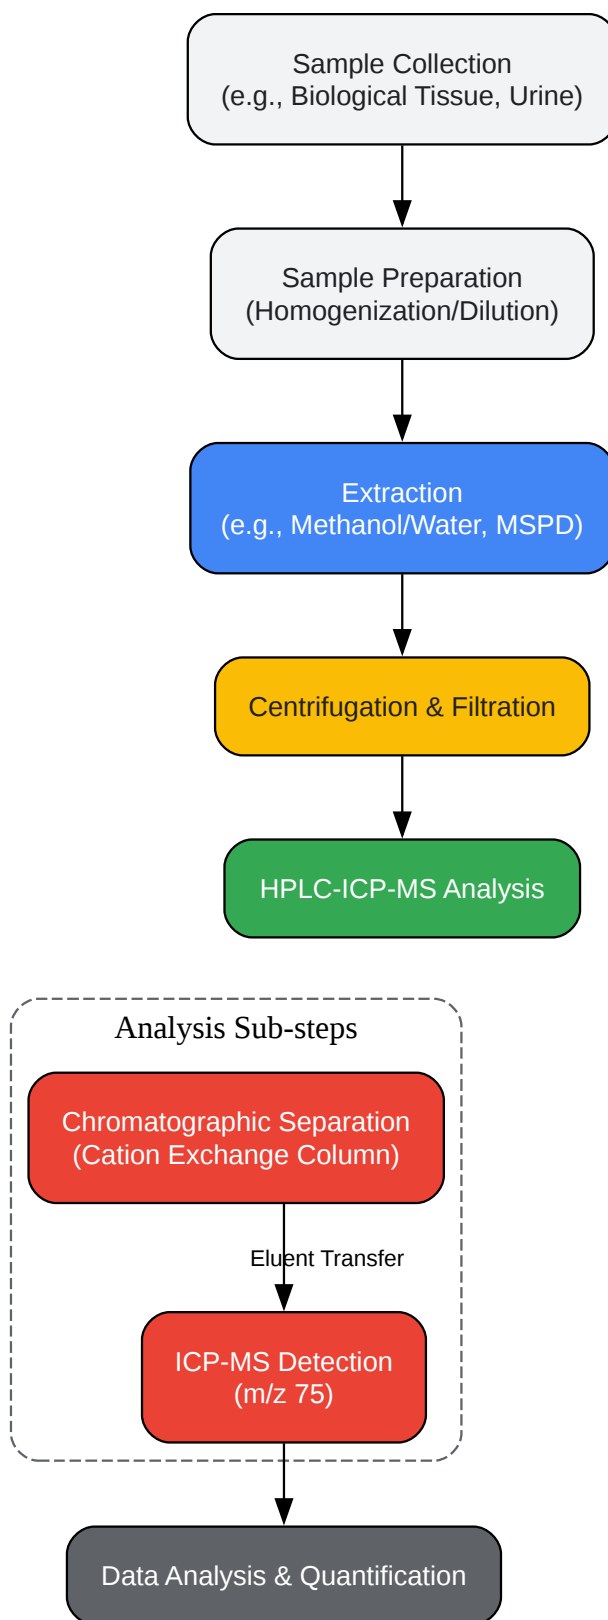 Sample Collection
(e.g., Biological Tissue, Urine)
Sample Preparation
(Homogenization/Dilution)
Extraction
(e.g., Methanol/Water, MSPD)
Centrifugation & Filtration
HPLC-ICP-MS Analysis
Analysis Sub-steps
Chromatographic Separation
(Cation Exchange Column)
Eluent Transfer
ICP-MS Detection
(m/z 75)
Data Analysis & Quantification